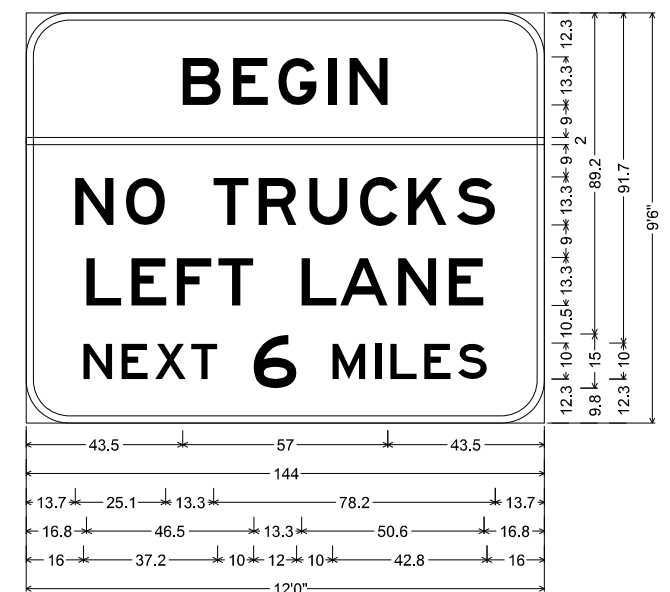 BEGIN
NO TRUCKS
LEFT LANE
NEXT 6 MILES
12.3
13.3
9
2
9
13.3
9
13.3
10.5
10
12.3
89.2
15
9.8
91.7
10
12.3
9'6"
43.5 57 43.5
144
13.7 25.1 13.3 78.2 13.7
16.8 46.5 13.3 50.6 16.8
16 37.2 10 12 10 42.8 16
12'0"